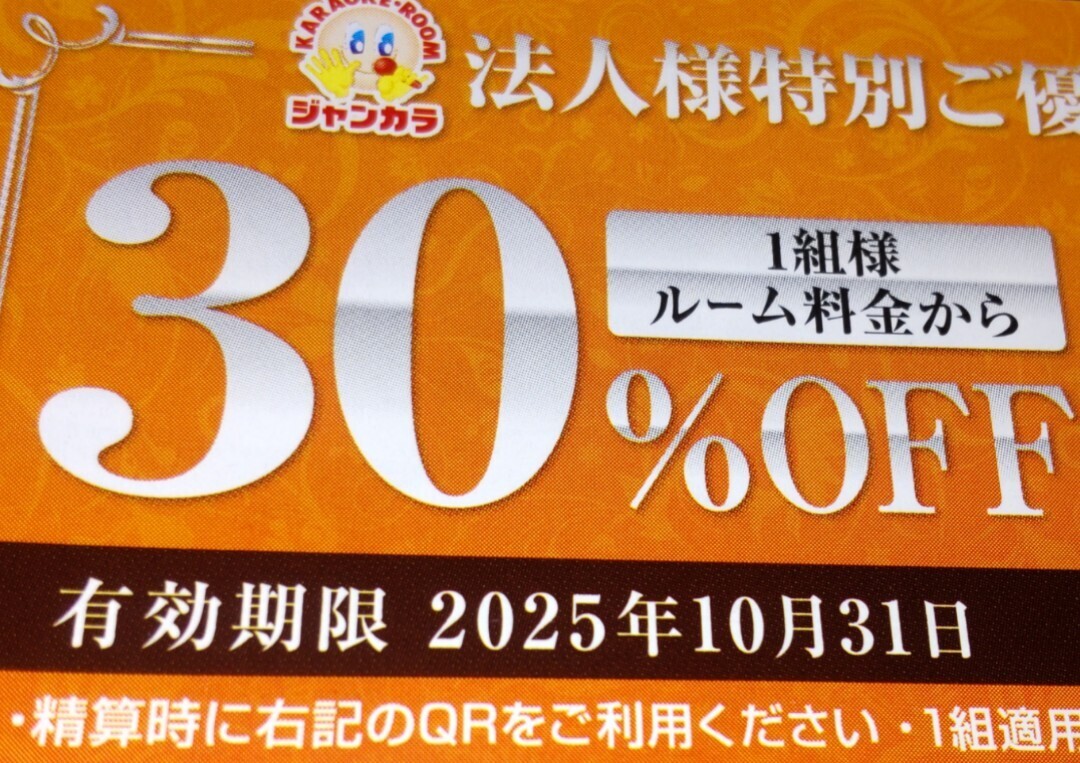 KARAOKE・ROOM
ジャンカラ
法人様特別ご優
1組様
ルーム料金から
30%OFF
有効期限 2025年10月31日
・精算時に右記のQRをご利用ください・1組適用